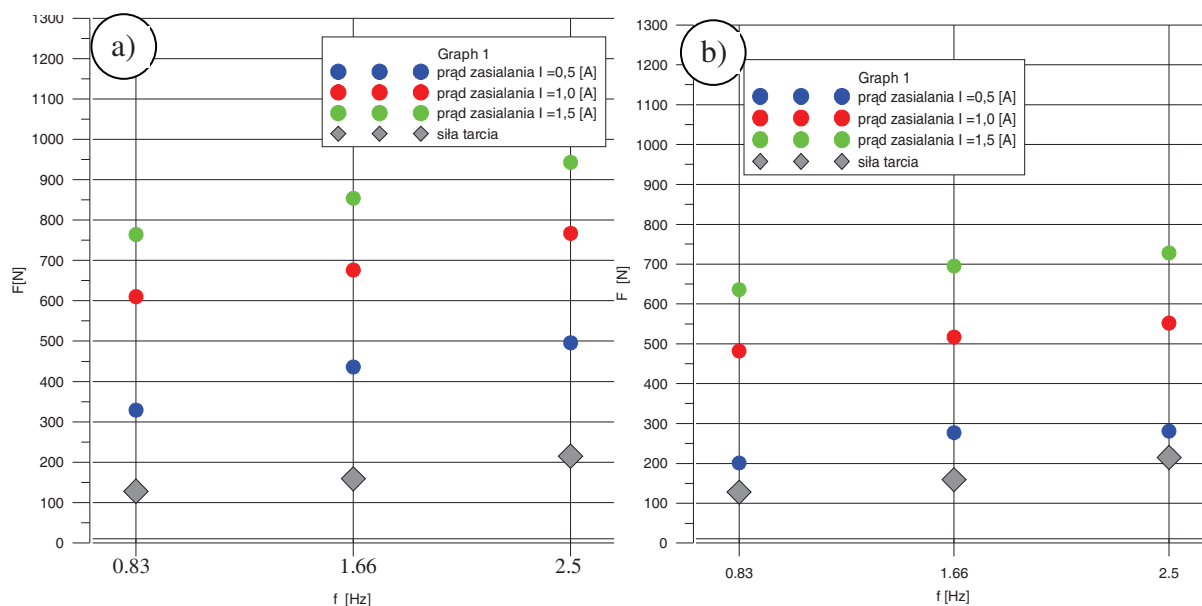 a)
1300
1200
1100
1000
900
800
700
600
500
400
300
200
100
0
F[N]
Graph 1
prąd zasialania I =0,5 [A]
prąd zasialania I =1,0 [A]
prąd zasialania I =1,5 [A]
siła tarcia
0.83 1.66 2.5
f [Hz]
b)
1300
1200
1100
1000
900
800
700
600
500
400
300
200
100
0
F [N]
Graph 1
prąd zasialania I =0,5 [A]
prąd zasialania I =1,0 [A]
prąd zasialania I =1,5 [A]
siła tarcia
0.83 1.66 2.5
f [Hz]